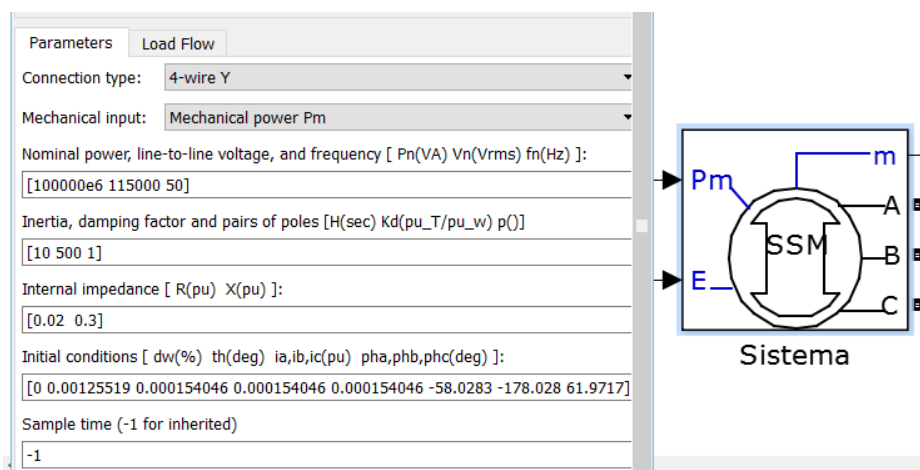 Parameters Load Flow
Connection type: 4-wire Y
Mechanical input: Mechanical power Pm
Nominal power, line-to-line voltage, and frequency [ Pn(VA) Vn(Vrms) fn(Hz) ]:
[100000e6 115000 50]
Inertia, damping factor and pairs of poles [H(sec) Kd(pu_T/pu_w) p()]
[10 500 1]
Internal impedance [ R(pu)  X(pu) ]:
[0.02  0.3]
Initial conditions [ dw(%)  th(deg)  ia,ib,ic(pu)  pha,phb,phc(deg) ]:
[0 0.00125519 0.000154046 0.000154046 0.000154046 -58.0283 -178.028 61.9717]
Sample time (-1 for inherited)
-1
Pm
E
SSM
m
A
B
C
Sistema